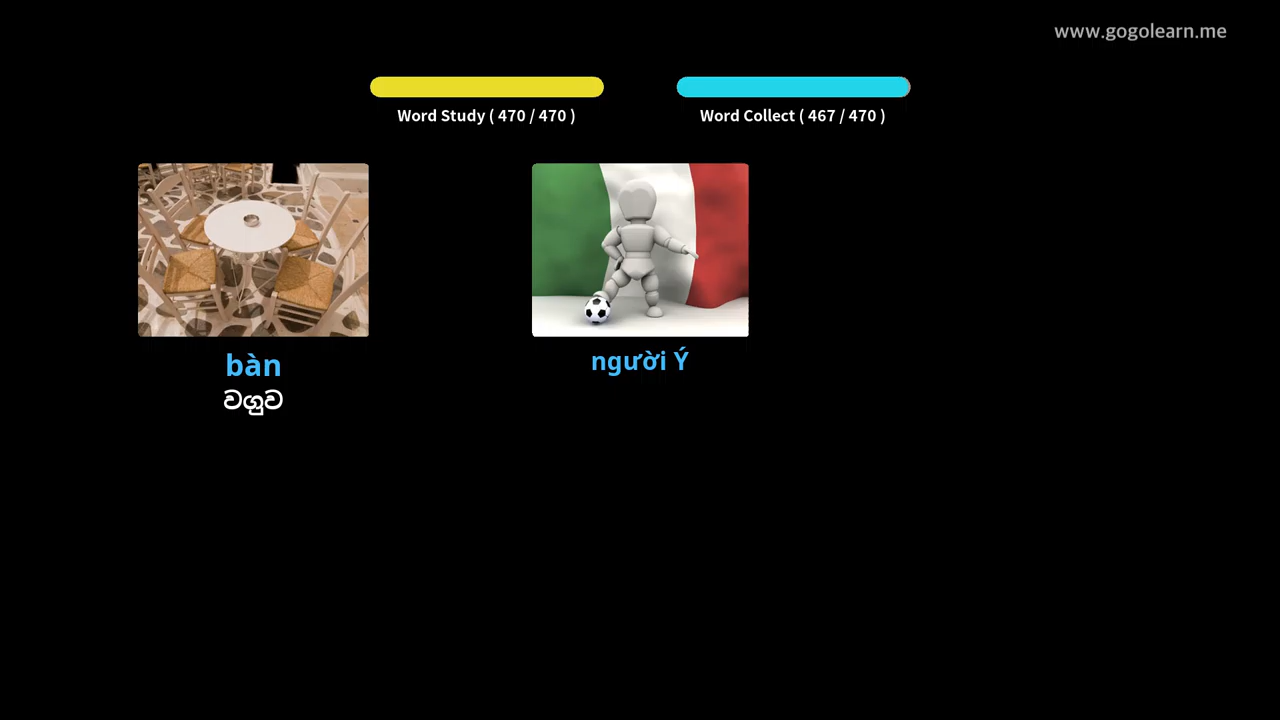 www.gogolearn.me
Word Study ( 470 / 470 )
Word Collect ( 467 / 470 )
bàn
වගුව
người Ý